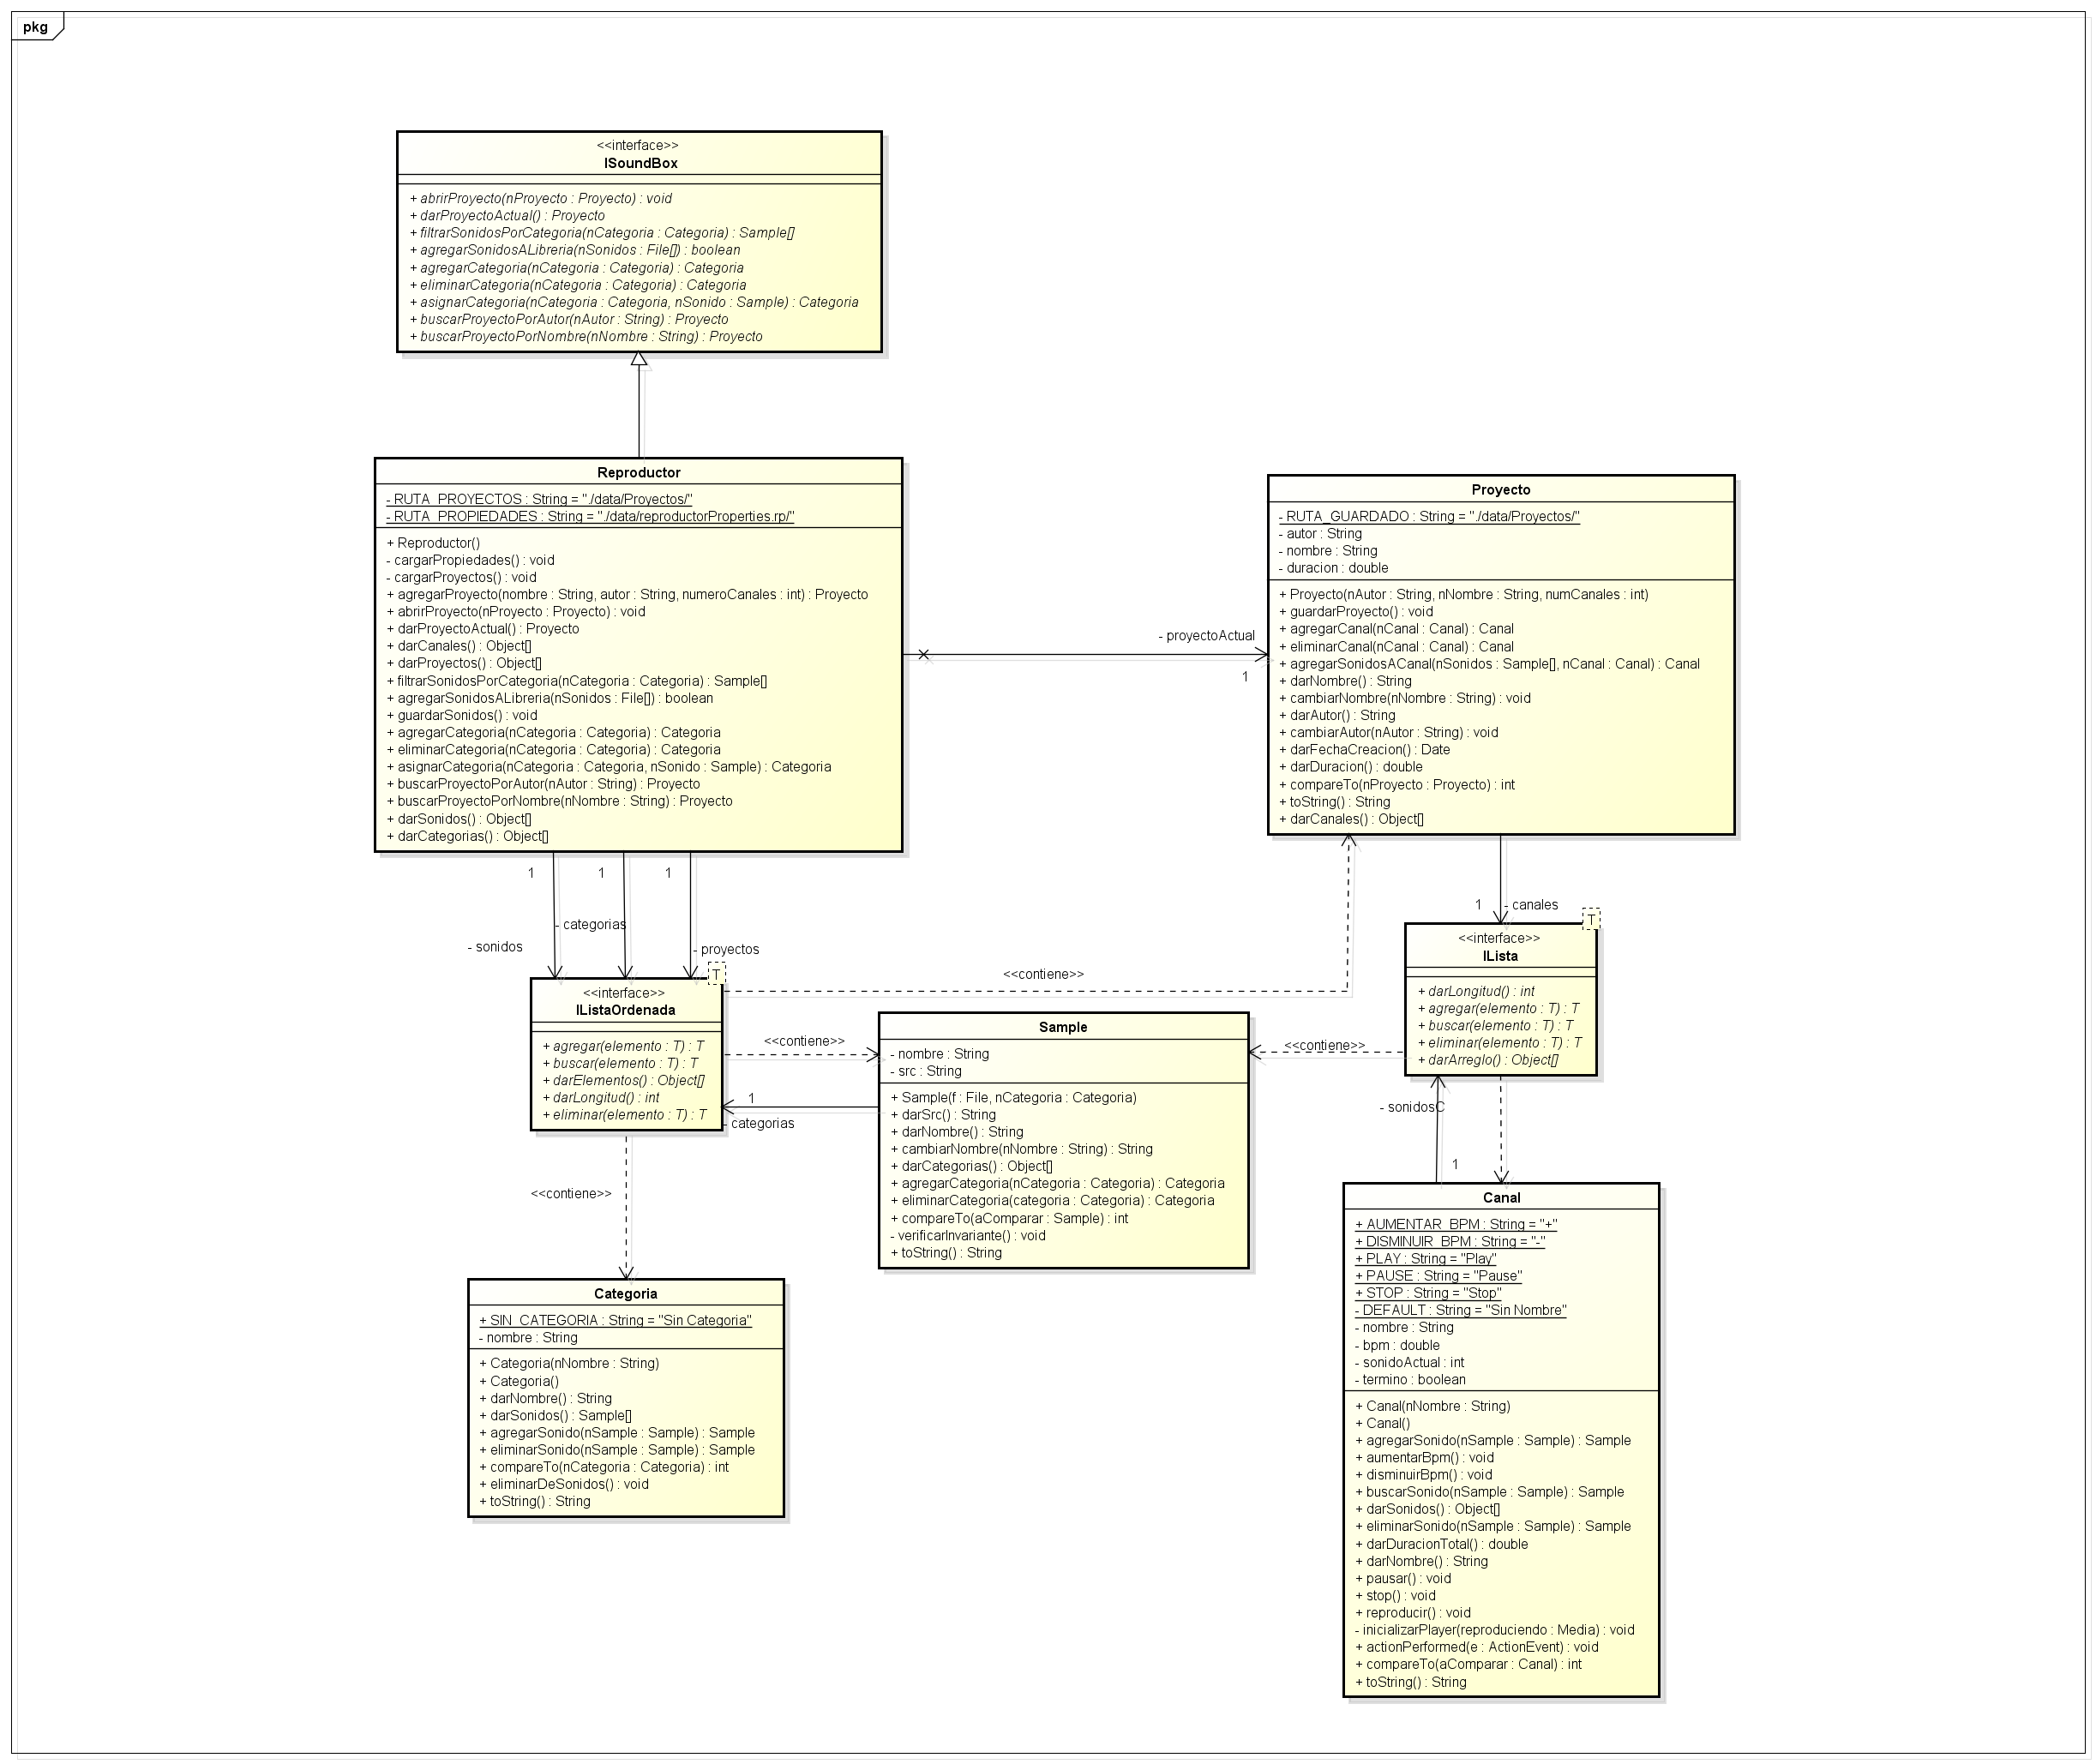 pkg
<<interface>>
ISoundBox
+ abrirProyecto(nProyecto : Proyecto) : void
+ darProyectoActual() : Proyecto
+ filtrarSonidosPorCategoria(nCategoria : Categoria) : Sample[]
+ agregarSonidosALibreria(nSonidos : File[]) : boolean
+ agregarCategoria(nCategoria : Categoria) : Categoria
+ eliminarCategoria(nCategoria : Categoria) : Categoria
+ asignarCategoria(nCategoria : Categoria, nSonido : Sample) : Categoria
+ buscarProyectoPorAutor(nAutor : String) : Proyecto
+ buscarProyectoPorNombre(nNombre : String) : Proyecto
Reproductor
- RUTA_PROYECTOS : String = "./data/Proyectos/"
- RUTA_PROPIEDADES : String = "./data/reproductorProperties.rp/"
+ Reproductor()
- cargarPropiedades() : void
- cargarProyectos() : void
+ agregarProyecto(nombre : String, autor : String, numeroCanales : int) : Proyecto
+ abrirProyecto(nProyecto : Proyecto) : void
+ darProyectoActual() : Proyecto
+ darCanales() : Object[]
+ darProyectos() : Object[]
+ filtrarSonidosPorCategoria(nCategoria : Categoria) : Sample[]
+ agregarSonidosALibreria(nSonidos : File[]) : boolean
+ guardarSonidos() : void
+ agregarCategoria(nCategoria : Categoria) : Categoria
+ eliminarCategoria(nCategoria : Categoria) : Categoria
+ asignarCategoria(nCategoria : Categoria, nSonido : Sample) : Categoria
+ buscarProyectoPorAutor(nAutor : String) : Proyecto
+ buscarProyectoPorNombre(nNombre : String) : Proyecto
+ darSonidos() : Object[]
+ darCategorias() : Object[]
- proyectoActual
1
Proyecto
- RUTA_GUARDADO : String = "./data/Proyectos/"
- autor : String
- nombre : String
- duracion : double
+ Proyecto(nAutor : String, nNombre : String, numCanales : int)
+ guardarProyecto() : void
+ agregarCanal(nCanal : Canal) : Canal
+ eliminarCanal(nCanal : Canal) : Canal
+ agregarSonidosACanal(nSonidos : Sample[], nCanal : Canal) : Canal
+ darNombre() : String
+ cambiarNombre(nNombre : String) : void
+ darAutor() : String
+ cambiarAutor(nAutor : String) : void
+ darFechaCreacion() : Date
+ darDuracion() : double
+ compareTo(nProyecto : Proyecto) : int
+ toString() : String
+ darCanales() : Object[]
1
1
1
- categorias
- sonidos
- proyectos
1
- canales
T
<<interface>>
IListaOrdenada
+ agregar(elemento : T) : T
+ buscar(elemento : T) : T
+ darElementos() : Object[]
+ darLongitud() : int
+ eliminar(elemento : T) : T
<<contiene>>
<<contiene>>
1
- categorias
<<contiene>>
Sample
- nombre : String
- src : String
+ Sample(f : File, nCategoria : Categoria)
+ darSrc() : String
+ darNombre() : String
+ cambiarNombre(nNombre : String) : String
+ darCategorias() : Object[]
+ agregarCategoria(nCategoria : Categoria) : Categoria
+ eliminarCategoria(categoria : Categoria) : Categoria
+ compareTo(aComparar : Sample) : int
- verificarInvariante() : void
+ toString() : String
<<contiene>>
T
<<interface>>
ILista
+ darLongitud() : int
+ agregar(elemento : T) : T
+ buscar(elemento : T) : T
+ eliminar(elemento : T) : T
+ darArreglo() : Object[]
- sonidosC
1
Categoria
+ SIN_CATEGORIA : String = "Sin Categoria"
- nombre : String
+ Categoria(nNombre : String)
+ Categoria()
+ darNombre() : String
+ darSonidos() : Sample[]
+ agregarSonido(nSample : Sample) : Sample
+ eliminarSonido(nSample : Sample) : Sample
+ compareTo(nCategoria : Categoria) : int
+ eliminarDeSonidos() : void
+ toString() : String
Canal
+ AUMENTAR_BPM : String = "+"
+ DISMINUIR_BPM : String = "-"
+ PLAY : String = "Play"
+ PAUSE : String = "Pause"
+ STOP : String = "Stop"
- DEFAULT : String = "Sin Nombre"
- nombre : String
- bpm : double
- sonidoActual : int
- termino : boolean
+ Canal(nNombre : String)
+ Canal()
+ agregarSonido(nSample : Sample) : Sample
+ aumentarBpm() : void
+ disminuirBpm() : void
+ buscarSonido(nSample : Sample) : Sample
+ darSonidos() : Object[]
+ eliminarSonido(nSample : Sample) : Sample
+ darDuracionTotal() : double
+ darNombre() : String
+ pausar() : void
+ stop() : void
+ reproducir() : void
- inicializarPlayer(reproduciendo : Media) : void
+ actionPerformed(e : ActionEvent) : void
+ compareTo(aComparar : Canal) : int
+ toString() : String